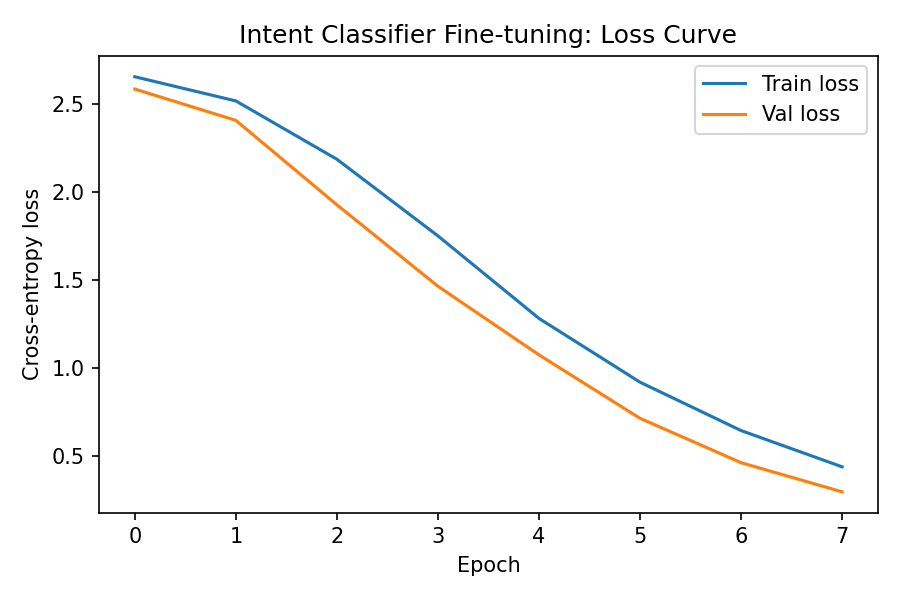 Intent Classifier Fine-tuning: Loss Curve
Train loss
Val loss
Cross-entropy loss
2.5
2.0
1.5
1.0
0.5
0 1 2 3 4 5 6 7
Epoch